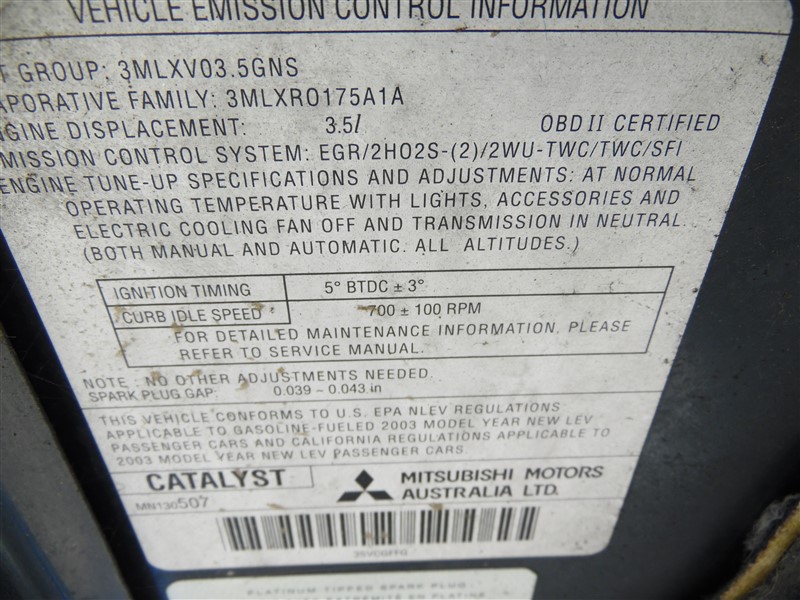 VEHICLE EMISSION CONTROL INFORMATION
T GROUP: 3MLXV03.5GNS
APORATIVE FAMILY: 3MLXR0175A1A
NGINE DISPLACEMENT: 3.5l OBD II CERTIFIED
MISSION CONTROL SYSTEM: EGR/2HO2S-(2)/2WU-TWC/TWC/SFI
ENGINE TUNE-UP SPECIFICATIONS AND ADJUSTMENTS: AT NORMAL
OPERATING TEMPERATURE WITH LIGHTS, ACCESSORIES AND
ELECTRIC COOLING FAN OFF AND TRANSMISSION IN NEUTRAL.
(BOTH MANUAL AND AUTOMATIC. ALL ALTITUDES.)
IGNITION TIMING 5° BTDC ± 3°
CURB IDLE SPEED 700 ± 100 RPM
FOR DETAILED MAINTENANCE INFORMATION, PLEASE
REFER TO SERVICE MANUAL.
NOTE : NO OTHER ADJUSTMENTS NEEDED.
SPARK PLUG GAP: 0.039 ~ 0.043 in
THIS VEHICLE CONFORMS TO U.S. EPA NLEV REGULATIONS
APPLICABLE TO GASOLINE-FUELED 2003 MODEL YEAR NEW LEV
PASSENGER CARS AND CALIFORNIA REGULATIONS APPLICABLE TO
2003 MODEL YEAR NEW LEV PASSENGER CARS.
CATALYST
MITSUBISHI MOTORS
AUSTRALIA LTD.
MN130507
PLATINUM-TIPPED SPARK PLUG